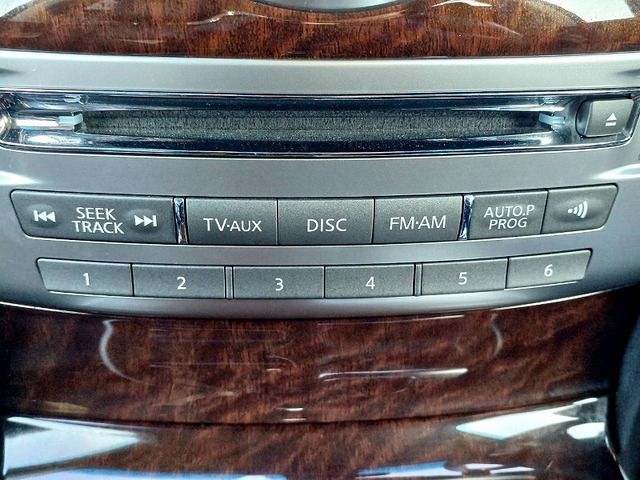 SEEK
TRACK
TV·AUX
DISC
FM·AM
AUTO.P
PROG
1
2
3
4
5
6